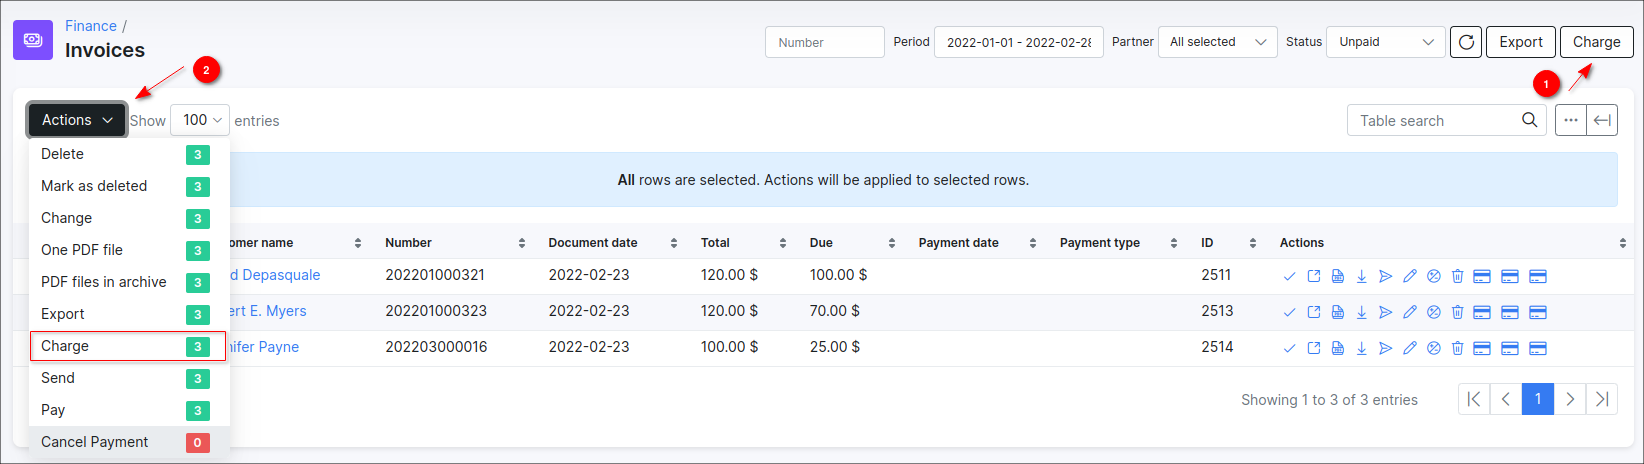 Finance /
Invoices
Number Period 2022-01-01 - 2022-02-28 Partner All selected Status Unpaid Export Charge
2
1
Actions Show 100 entries Table search ...
Delete 3
Mark as deleted 3
Change 3
One PDF file 3
PDF files in archive 3
Export 3
Charge 3
Send 3
Pay 3
Cancel Payment 0
All rows are selected. Actions will be applied to selected rows.
omer name Number Document date Total Due Payment date Payment type ID Actions
d Depasquale 202201000321 2022-02-23 120.00 $ 100.00 $ 2511
ert E. Myers 202201000323 2022-02-23 120.00 $ 70.00 $ 2513
nifer Payne 202203000016 2022-02-23 100.00 $ 25.00 $ 2514
Showing 1 to 3 of 3 entries 1